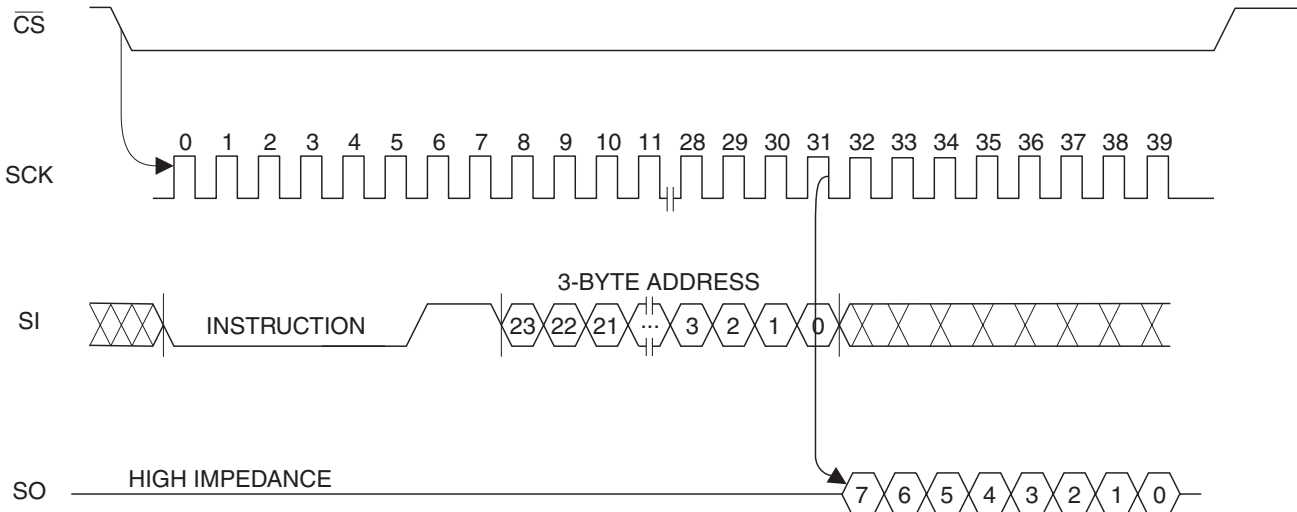 CS
0 1 2 3 4 5 6 7 8 9 10 11 28 29 30 31 32 33 34 35 36 37 38 39
SCK
3-BYTE ADDRESS
SI INSTRUCTION 23 22 21 ... 3 2 1 0
HIGH IMPEDANCE
SO 7 6 5 4 3 2 1 0